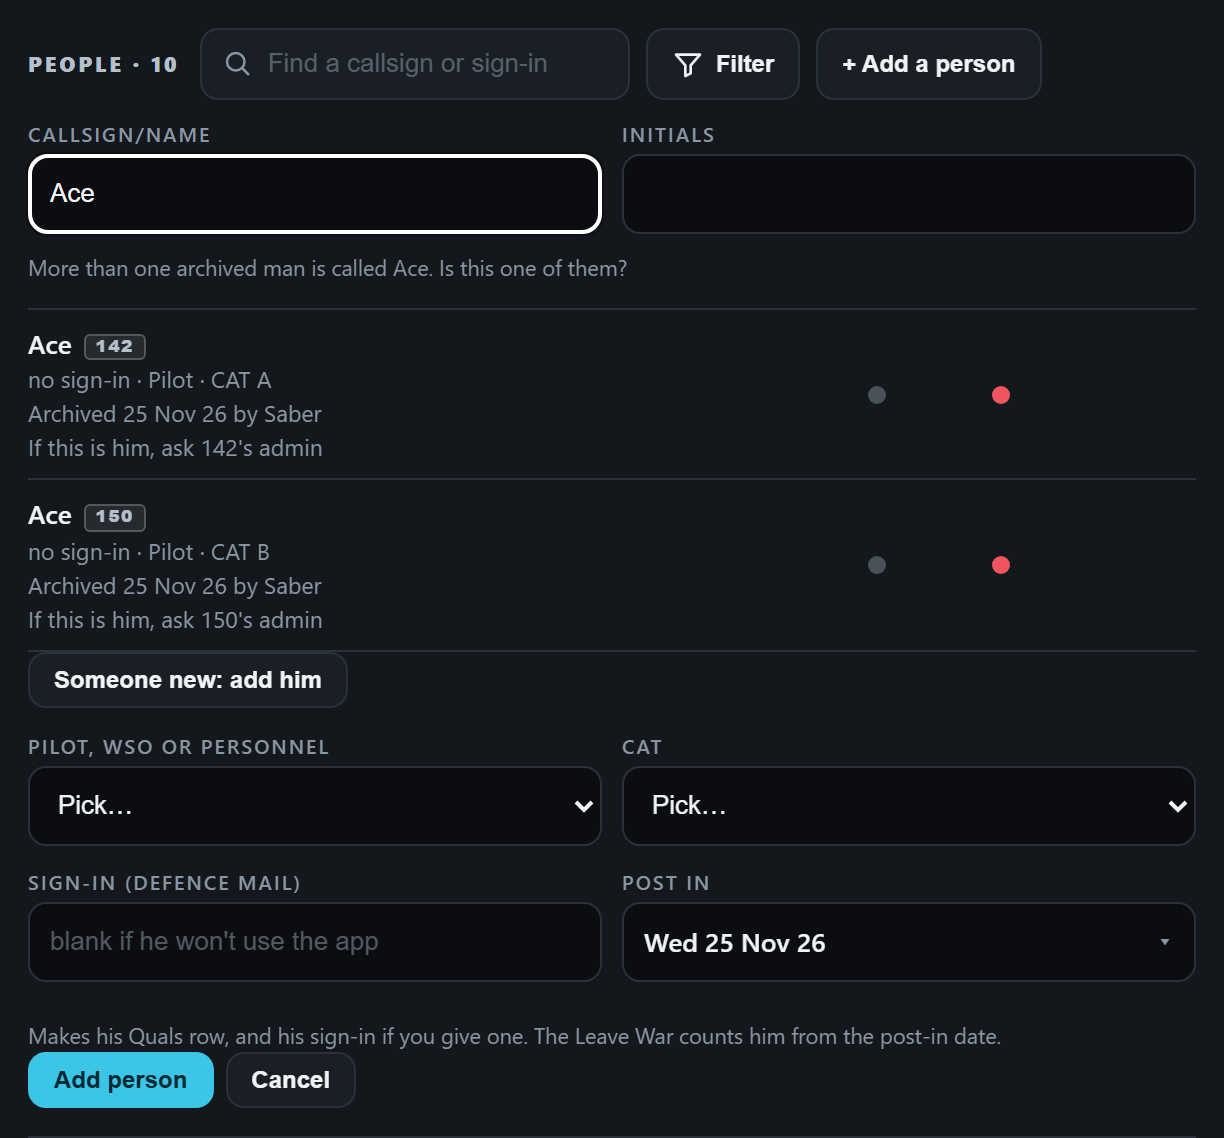 PEOPLE · 10
Find a callsign or sign-in
Filter
+ Add a person
CALLSIGN/NAME
INITIALS
Ace
More than one archived man is called Ace. Is this one of them?
Ace 142
no sign-in · Pilot · CAT A
Archived 25 Nov 26 by Saber
If this is him, ask 142's admin
Ace 150
no sign-in · Pilot · CAT B
Archived 25 Nov 26 by Saber
If this is him, ask 150's admin
Someone new: add him
PILOT, WSO OR PERSONNEL
CAT
Pick…
Pick…
SIGN-IN (DEFENCE MAIL)
POST IN
blank if he won't use the app
Wed 25 Nov 26
Makes his Quals row, and his sign-in if you give one. The Leave War counts him from the post-in date.
Add person
Cancel